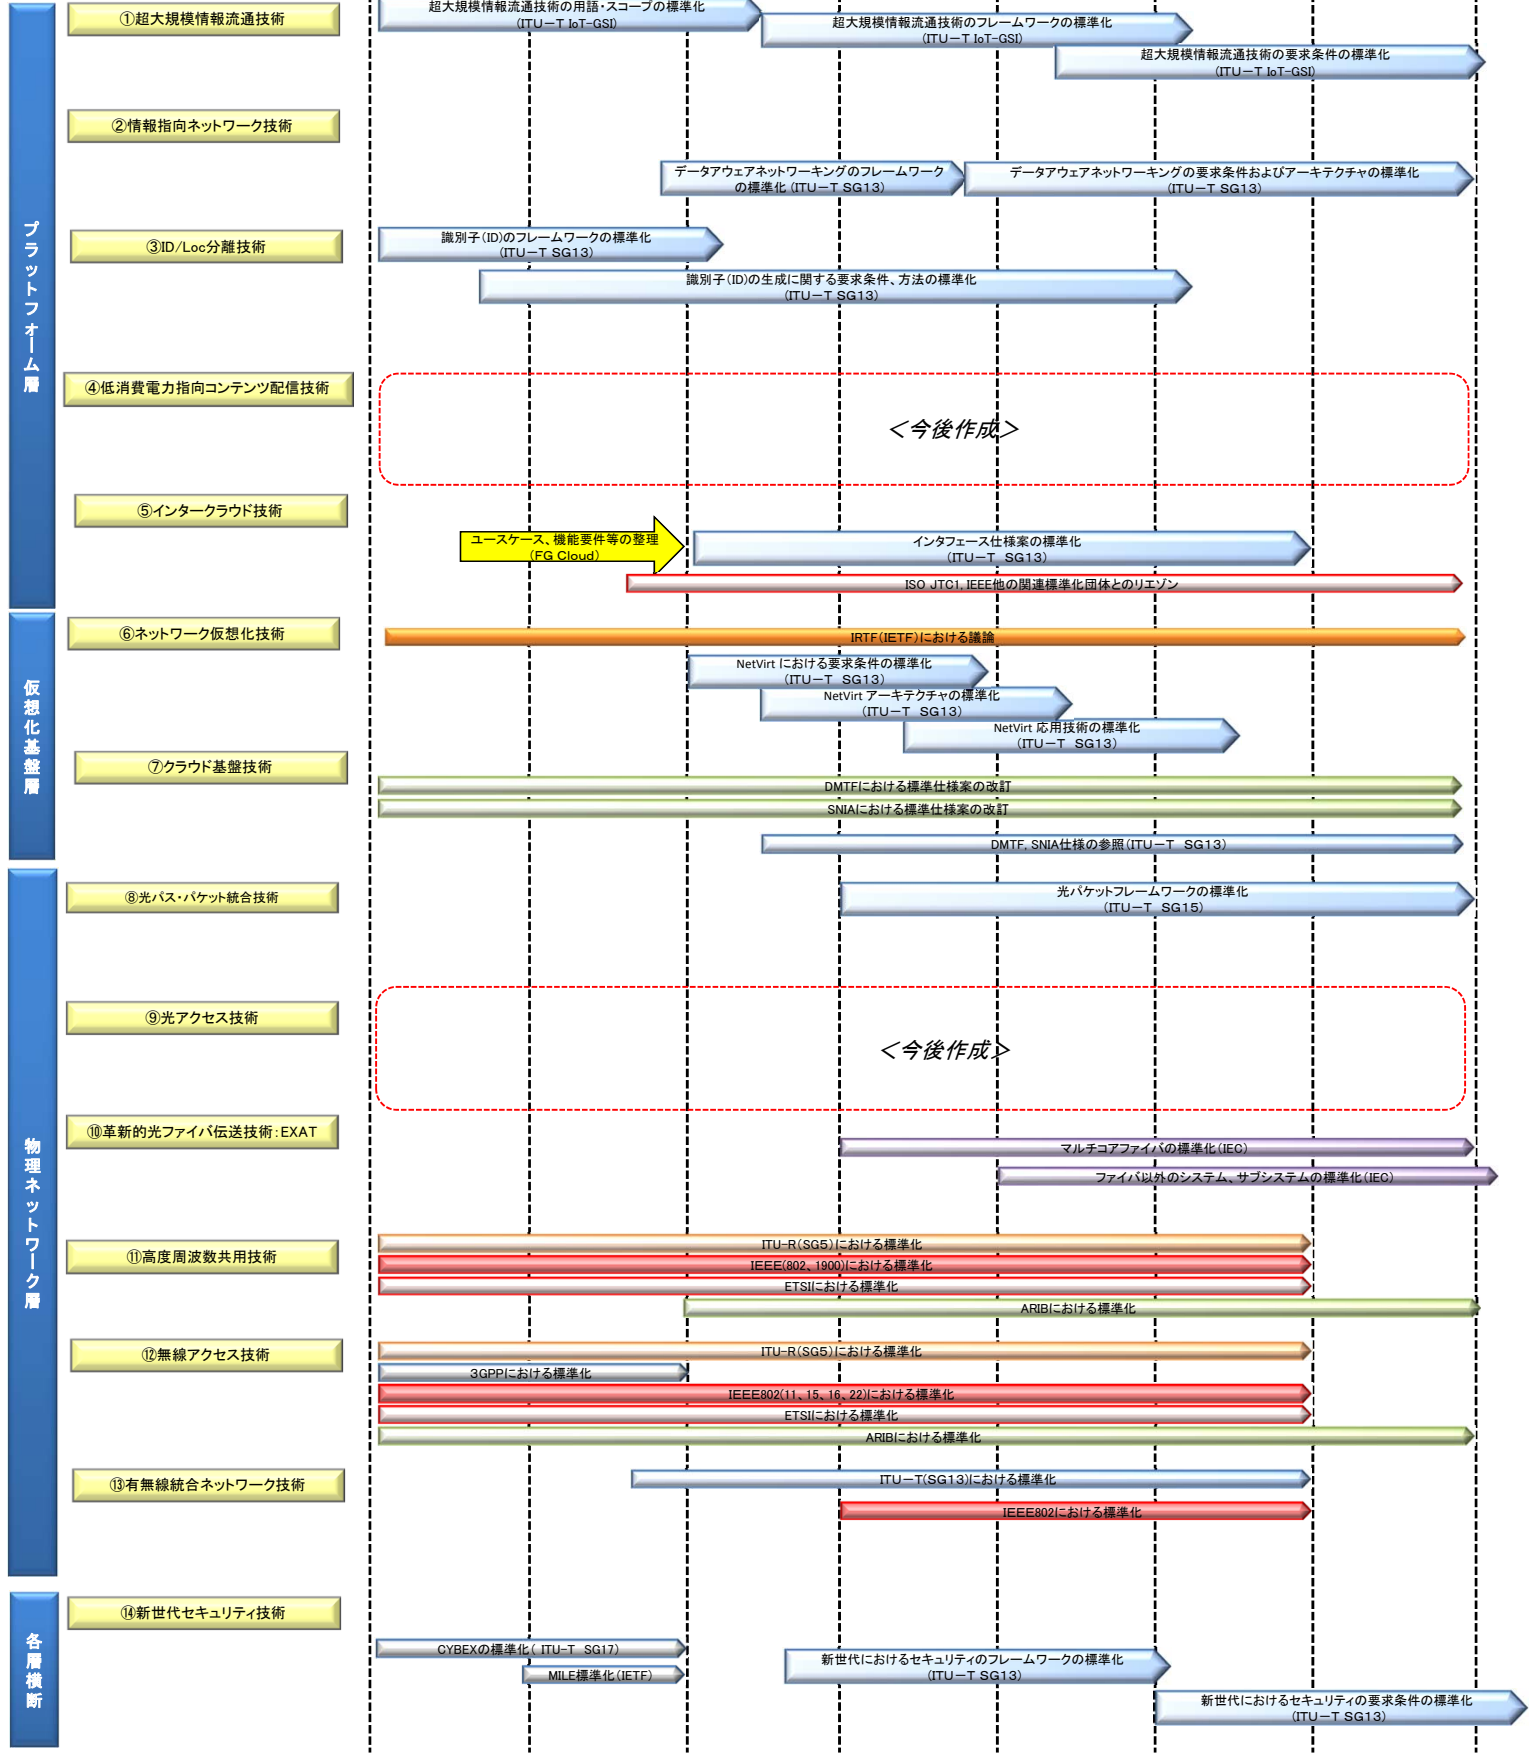 プラットフォーム層
①超大規模情報流通技術
超大規模情報流通技術の用語・スコープの標準化
(ITU－T IoT-GSI)
超大規模情報流通技術のフレームワークの標準化
(ITU－T IoT-GSI)
超大規模情報流通技術の要求条件の標準化
(ITU－T IoT-GSI)
②情報指向ネットワーク技術
データアウェアネットワーキングのフレームワーク
の標準化（ITU－T SG13）
データアウェアネットワーキングの要求条件およびアーキテクチャの標準化
（ITU－T SG13）
③ID/Loc分離技術
識別子（ID）のフレームワークの標準化
（ITU－T SG13）
識別子（ID）の生成に関する要求条件、方法の標準化
（ITU－T SG13）
④低消費電力指向コンテンツ配信技術
＜今後作成＞
⑤インタークラウド技術
ユースケース、機能要件等の整理
（FG Cloud）
インタフェース仕様案の標準化
（ITU－T SG13）
ISO JTC1, IEEE他の関連標準化団体とのリエゾン
仮想化基盤層
⑥ネットワーク仮想化技術
IRTF（IETF）における議論
NetVirt における要求条件の標準化
（ITU－T SG13）
NetVirt アーキテクチャの標準化
（ITU－T SG13）
NetVirt 応用技術の標準化
（ITU－T SG13）
⑦クラウド基盤技術
DMTFにおける標準仕様案の改訂
SNIAにおける標準仕様案の改訂
DMTF, SNIA仕様の参照（ITU－T SG13）
物理ネットワーク層
⑧光パス・パケット統合技術
光パケットフレームワークの標準化
（ITU－T SG15）
⑨光アクセス技術
＜今後作成＞
⑩革新的光ファイバ伝送技術：EXAT
マルチコアファイバの標準化（IEC）
ファイバ以外のシステム、サブシステムの標準化（IEC）
⑪高度周波数共用技術
ITU-R（SG5）における標準化
IEEE（802、1900）における標準化
ETSIにおける標準化
ARIBにおける標準化
⑫無線アクセス技術
ITU-R（SG5）における標準化
3GPPにおける標準化
IEEE802（11、15、16、22）における標準化
ETSIにおける標準化
ARIBにおける標準化
⑬有無線統合ネットワーク技術
ITU－T（SG13）における標準化
IEEE802における標準化
各層横断
⑭新世代セキュリティ技術
CYBEXの標準化（ ITU-T SG17）
MILE標準化（IETF）
新世代におけるセキュリティのフレームワークの標準化
（ITU－T SG13）
新世代におけるセキュリティの要求条件の標準化
（ITU－T SG13）